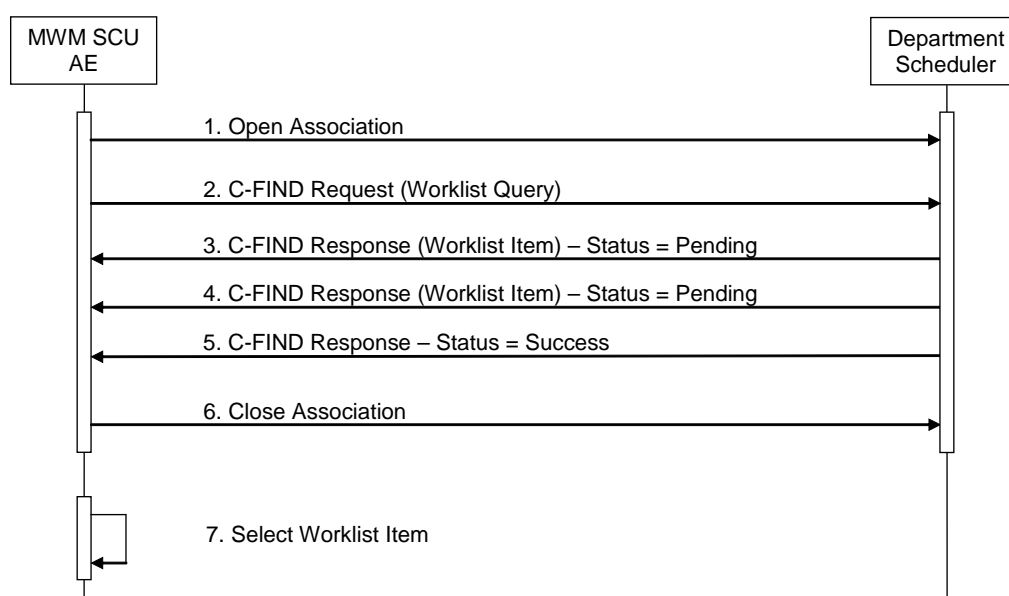 MWM SCU
AE
Department
Scheduler
1. Open Association
2. C-FIND Request (Worklist Query)
3. C-FIND Response (Worklist Item) – Status = Pending
4. C-FIND Response (Worklist Item) – Status = Pending
5. C-FIND Response – Status = Success
6. Close Association
7. Select Worklist Item